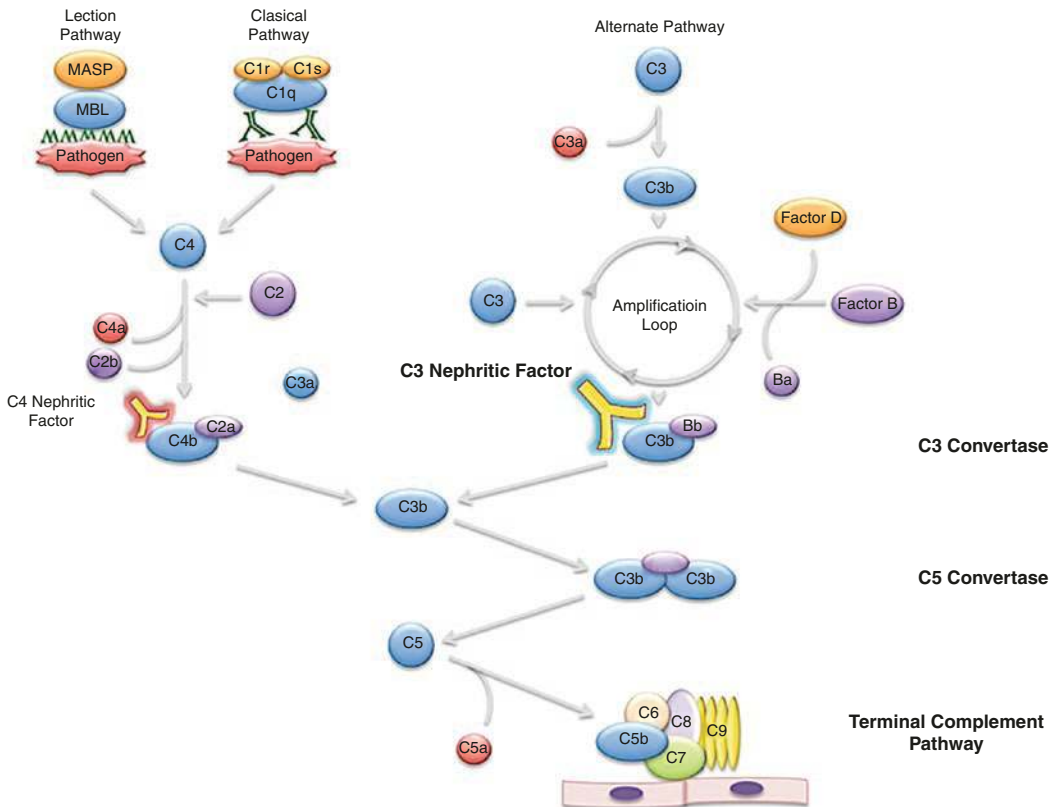 Lection
Pathway
MASP
MBL
Pathogen
Clasical
Pathway
C1r
C1s
C1q
Pathogen
Alternate Pathway
C3
C3a
C3b
Factor D
C4
C2
C4a
C2b
C3a
C3
Amplificatioin
Loop
Factor B
Ba
C4 Nephritic
Factor
C2a
C4b
C3 Nephritic Factor
Bb
C3b
C3 Convertase
C3b
C3b
C3b
C5 Convertase
C5
C5a
C6
C8
C9
C5b
C7
Terminal Complement
Pathway